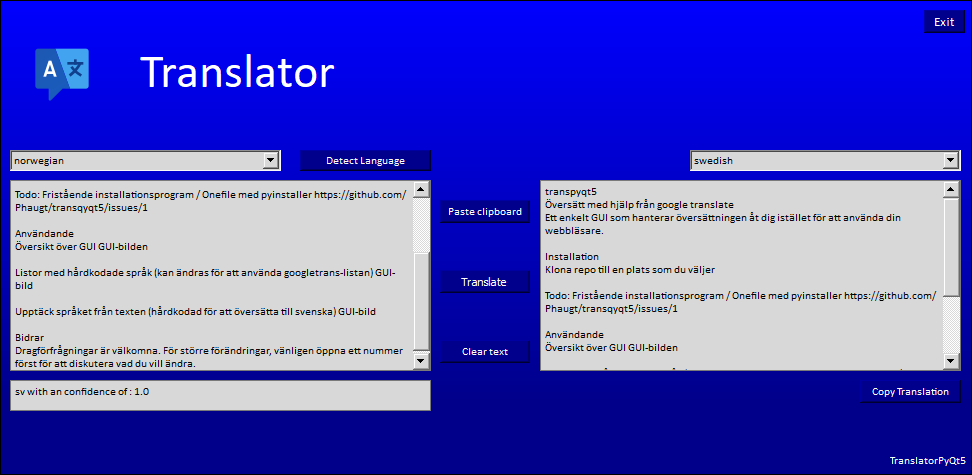 Exit
A 文
Translator
norwegian
Detect Language
swedish
Todo: Fristående installationsprogram / Onefile med pyinstaller https://github.com/
Phaugt/transqyqt5/issues/1
Användande
Översikt över GUI GUI-bilden
Listor med hårdkodade språk (kan ändras för att använda googletrans-listan) GUI-
bild
Upptäck språket från texten (hårdkodad för att översätta till svenska) GUI-bild
Bidrar
Dragförfrågningar är välkomna. För större förändringar, vänligen öppna ett nummer
först för att diskutera vad du vill ändra.
sv with an confidence of : 1.0
Paste clipboard
Translate
Clear text
transpyqt5
Översätt med hjälp från google translate
Ett enkelt GUI som hanterar översättningen åt dig istället för att använda din
webbläsare.
Installation
Klona repo till en plats som du väljer
Todo: Fristående installationsprogram / Onefile med pyinstaller https://github.com/
Phaugt/transqyqt5/issues/1
Användande
Översikt över GUI GUI-bilden
Copy Translation
TranslatorPyQt5